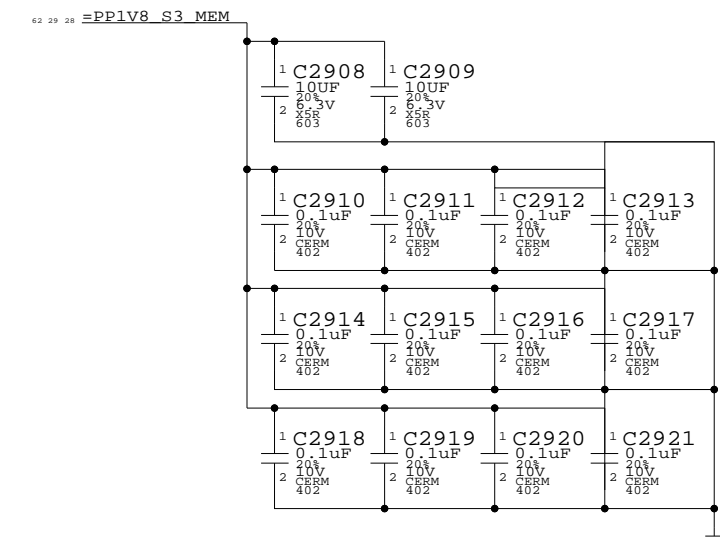 62 29 28 =PP1V8_S3_MEM
1 C2908 1 C2909
10UF 10UF
20% 20%
6.3V 6.3V
2 X5R 2 X5R
603 603
1 C2910 1 C2911 1 C2912 1 C2913
0.1uF 0.1uF 0.1uF 0.1uF
20% 20% 20% 20%
10V 10V 10V 10V
2 CERM 2 CERM 2 CERM 2 CERM
402 402 402 402
1 C2914 1 C2915 1 C2916 1 C2917
0.1uF 0.1uF 0.1uF 0.1uF
20% 20% 20% 20%
10V 10V 10V 10V
2 CERM 2 CERM 2 CERM 2 CERM
402 402 402 402
1 C2918 1 C2919 1 C2920 1 C2921
0.1uF 0.1uF 0.1uF 0.1uF
20% 20% 20% 20%
10V 10V 10V 10V
2 CERM 2 CERM 2 CERM 2 CERM
402 402 402 402